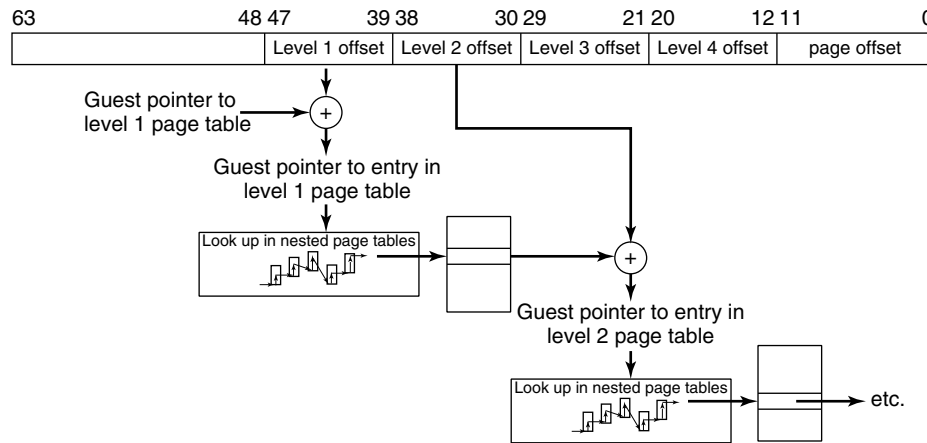 63 48 47 39 38 30 29 21 20 12 11 0
Level 1 offset Level 2 offset Level 3 offset Level 4 offset page offset
Guest pointer to
level 1 page table
+
Guest pointer to entry in
level 1 page table
Look up in nested page tables
+
Guest pointer to entry in
level 2 page table
Look up in nested page tables
etc.